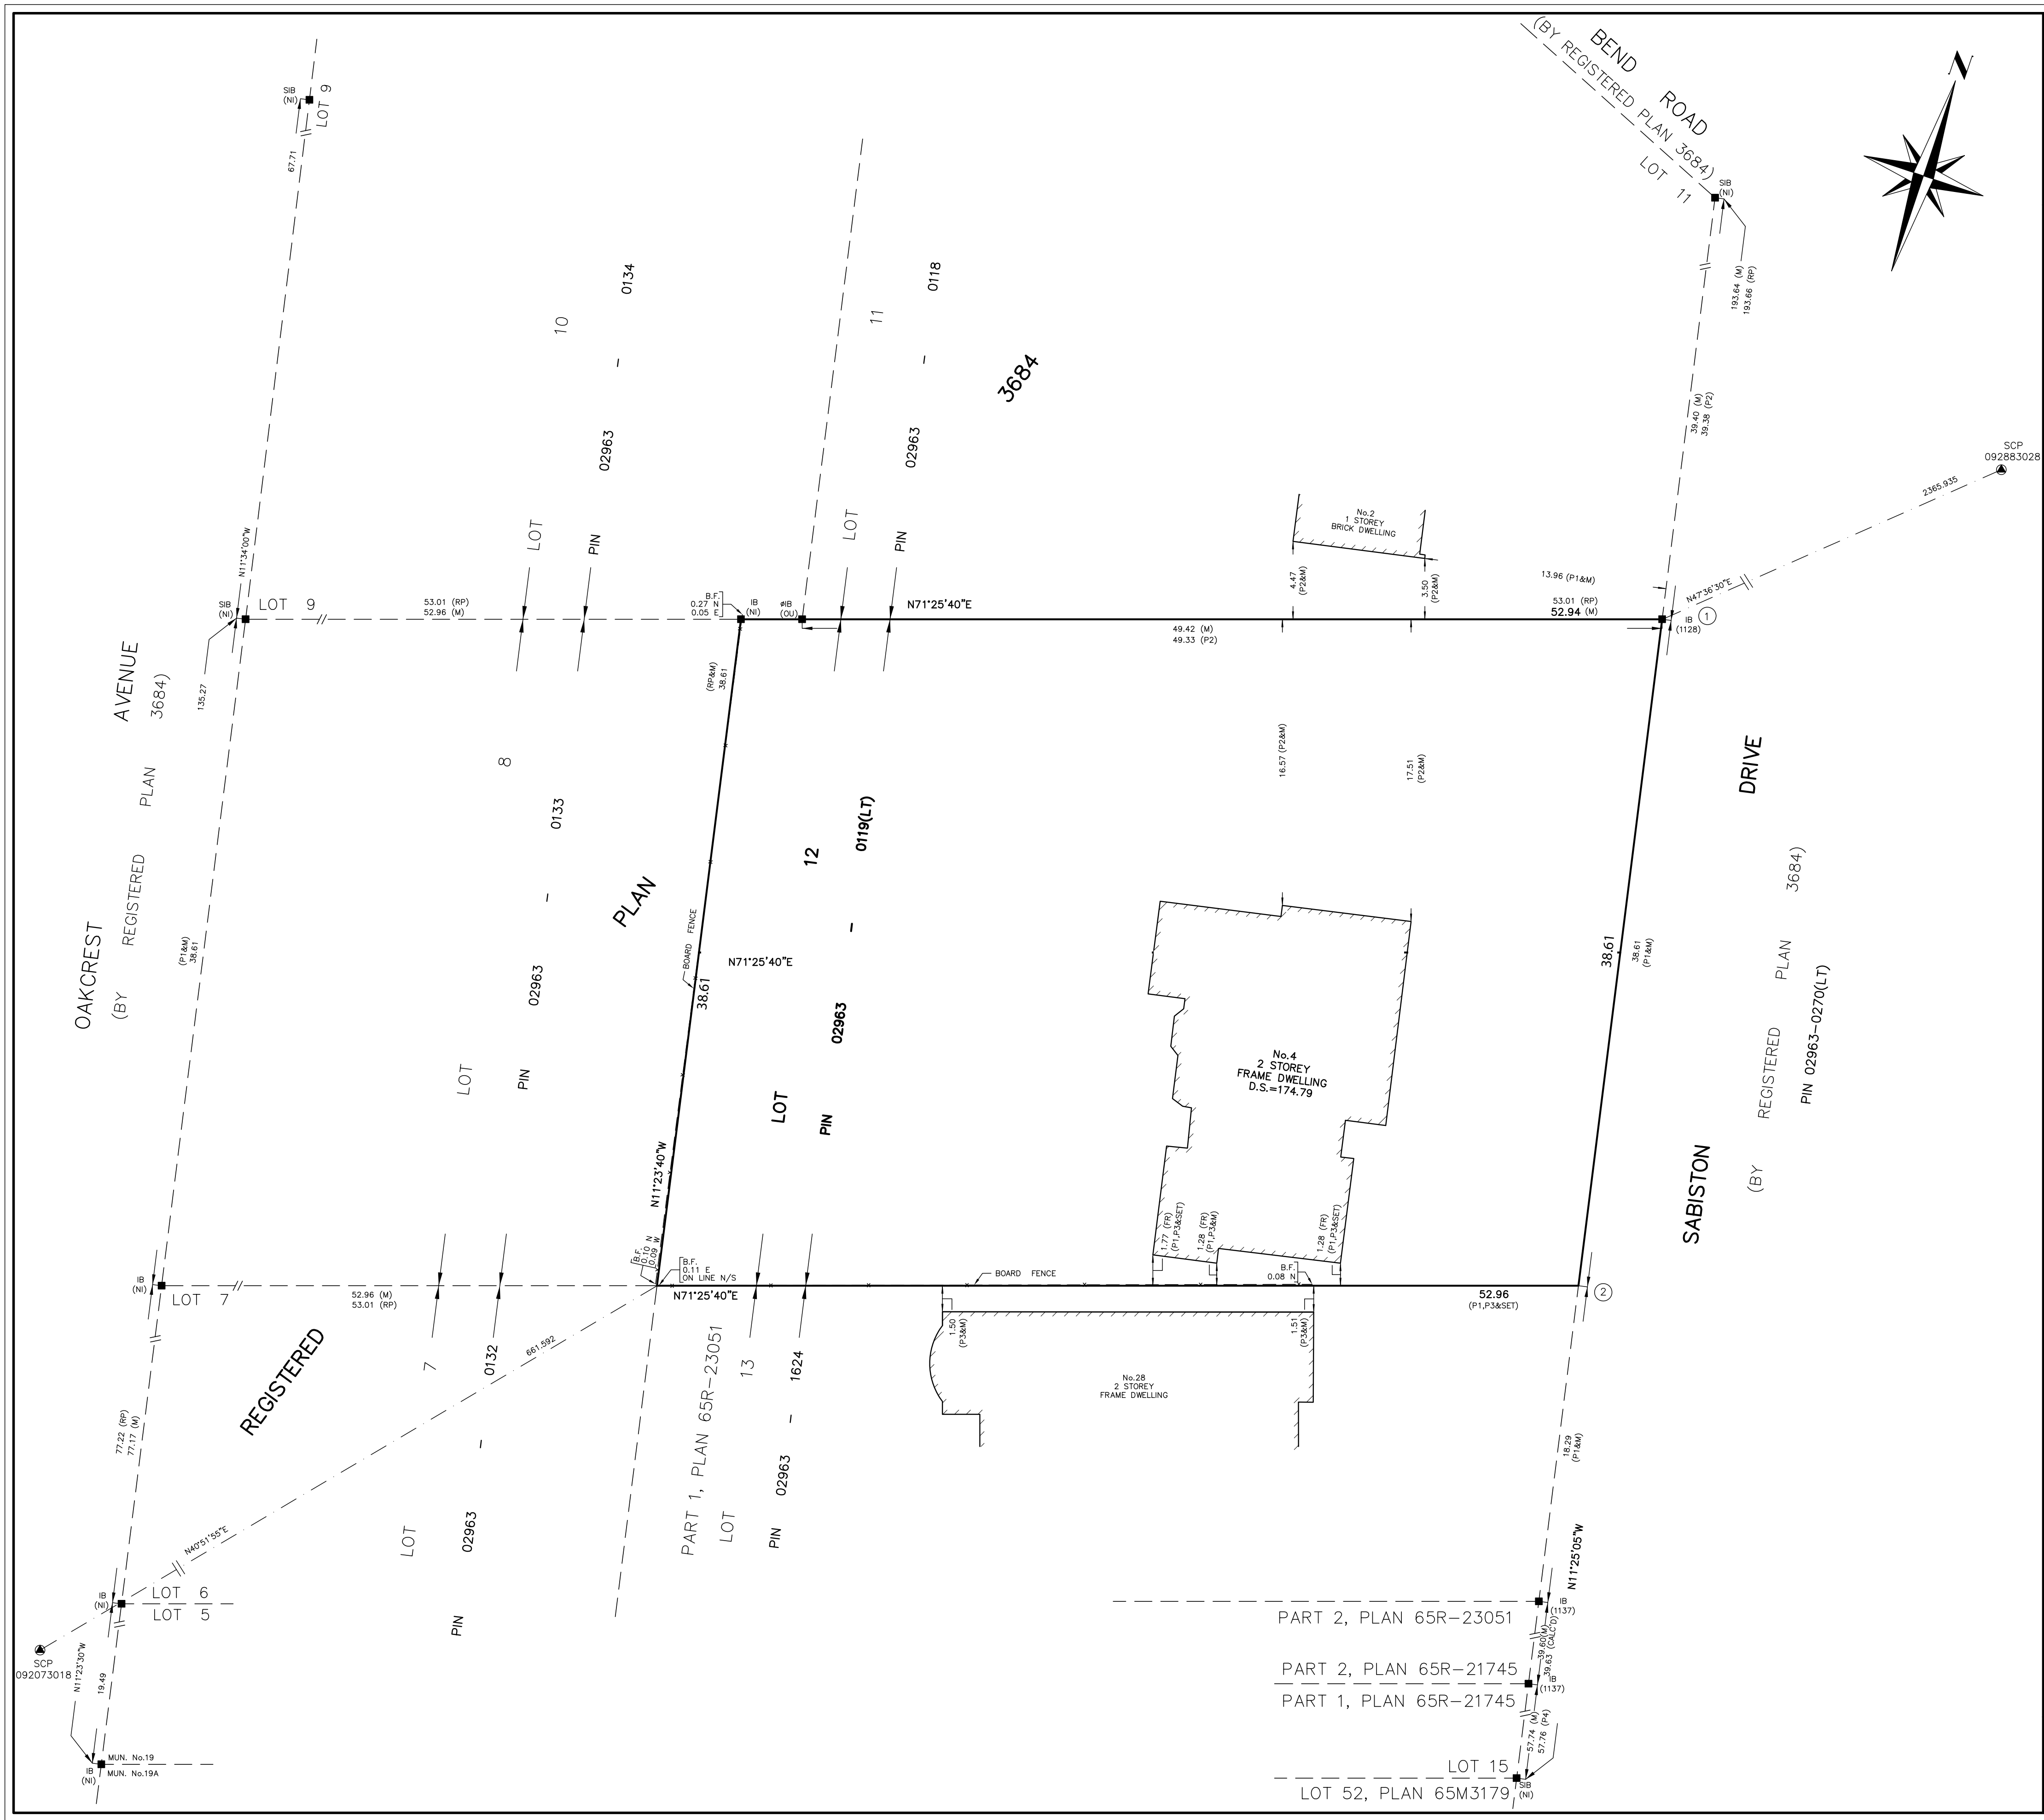 BEND
ROAD
(BY REGISTERED PLAN 3684)
LOT 11
N
SIB
(NI)
193.64 (M)
193.66 (RP)
SIB
(NI)
LOT 9
67.71
39.40 (M)
39.38 (P2)
SCP
092883028
2365.935
N47°36'30"E
LOT 10
PIN 02963 - 0134
LOT 11
PIN 02963 - 0118
No.2
1 STOREY
BRICK DWELLING
4.47
(P2&M)
3.50
(P2&M)
13.96 (P1&M)
N11°34'00"W
SIB
(NI)
LOT 9
53.01 (RP)
52.96 (M)
B.F.
0.27 N
0.05 E
IB
(NI)
øIB
(OU)
N71°25'40"E
53.01 (RP)
52.94 (M)
49.42 (M)
49.33 (P2)
IB
(1128)
1
135.27
(RP&M)
38.61
OAKCREST AVENUE
(BY REGISTERED PLAN 3684)
(P1&M)
38.61
LOT 8
PIN 02963 - 0133
REGISTERED PLAN 3684
BOARD FENCE
N71°25'40"E
38.61
N11°23'40"W
LOT 12
PIN 02963 - 0119(LT)
16.57 (P2&M)
17.51
(P2&M)
No.4
2 STOREY
FRAME DWELLING
D.S.=174.79
38.61
38.61
(P1&M)
SABISTON DRIVE
(BY REGISTERED PLAN 3684)
PIN 02963-0270(LT)
1.77 (FR)
(P1,P3&SET)
1.28 (FR)
(P1,P3&M)
1.28 (FR)
(P1,P3&SET)
B.F.
0.10 N
0.09 W
B.F.
0.11 E
ON LINE N/S
BOARD FENCE
B.F.
0.08 N
IB
(NI)
LOT 7
52.96 (M)
53.01 (RP)
N71°25'40"E
52.96
(P1,P3&SET)
2
1.50
(P3&M)
1.51
(P3&M)
No.28
2 STOREY
FRAME DWELLING
661.592
N40°51'55"E
LOT 7
PIN 02963 - 0132
PART 1, PLAN 65R-23051
LOT 13
PIN 02963 - 1624
77.22 (RP)
77.17 (M)
18.29
(P1&M)
N11°25'05"W
IB
(NI)
LOT 6
LOT 5
SCP
092073018
N11°23'30"W
19.49
IB
(NI)
MUN. No.19
MUN. No.19A
IB
(1137)
PART 2, PLAN 65R-23051
39.60(M)
39.63 (CALC'D)
PART 2, PLAN 65R-21745
IB
(1137)
PART 1, PLAN 65R-21745
57.74 (M)
57.76 (P4)
LOT 15
SIB
(NI)
LOT 52, PLAN 65M3179